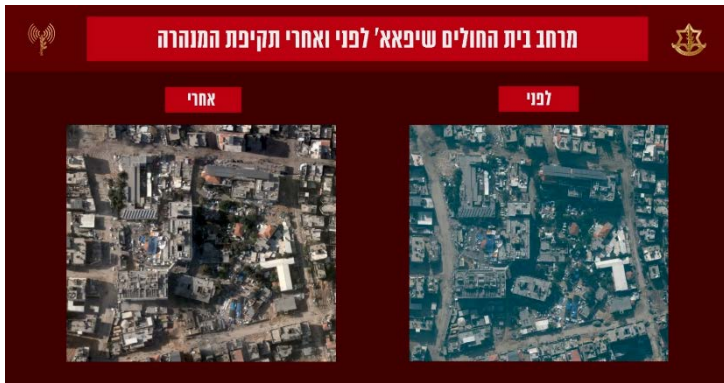 מרחב בית החולים שיפאא' לפני ואחרי תקיפת המנהרה
לפני
אחרי